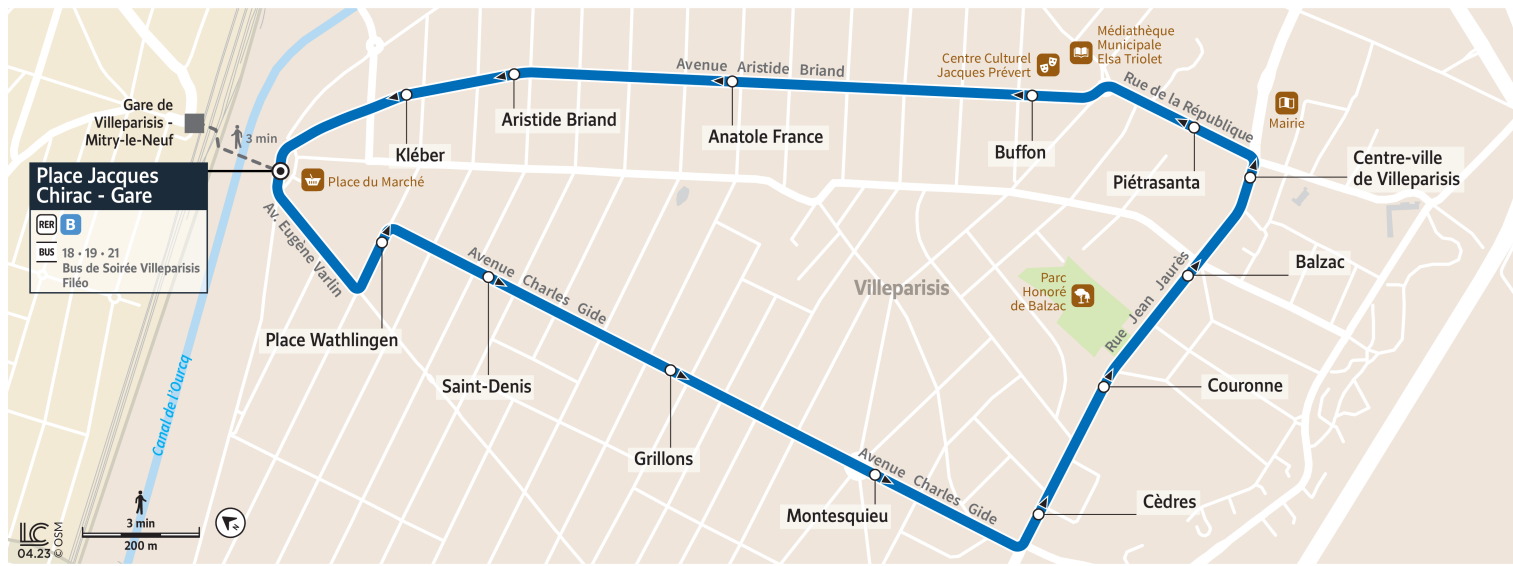 Médiathèque
Municipale
Elsa Triolet
Centre Culturel
Jacques Prévert
Avenue Aristide Briand
Rue de la République
Mairie
Gare de
Villeparisis -
Mitry-le-Neuf
3 min
Aristide Briand
Anatole France
Kléber
Buffon
Piétrasanta
Centre-ville
de Villeparisis
Place Jacques
Chirac - Gare
RER B
BUS 18 • 19 • 21
Bus de Soirée Villeparisis
Filéo
Place du Marché
Av. Eugène Varlin
Avenue Charles Gide
Villeparisis
Parc
Honoré
de Balzac
Rue Jean Jaurès
Balzac
Place Wathlingen
Saint-Denis
Couronne
Canal de l'Ourcq
Grillons
Avenue Charles Gide
Montesquieu
Cèdres
3 min
200 m
N
LC
04.23
© OSM